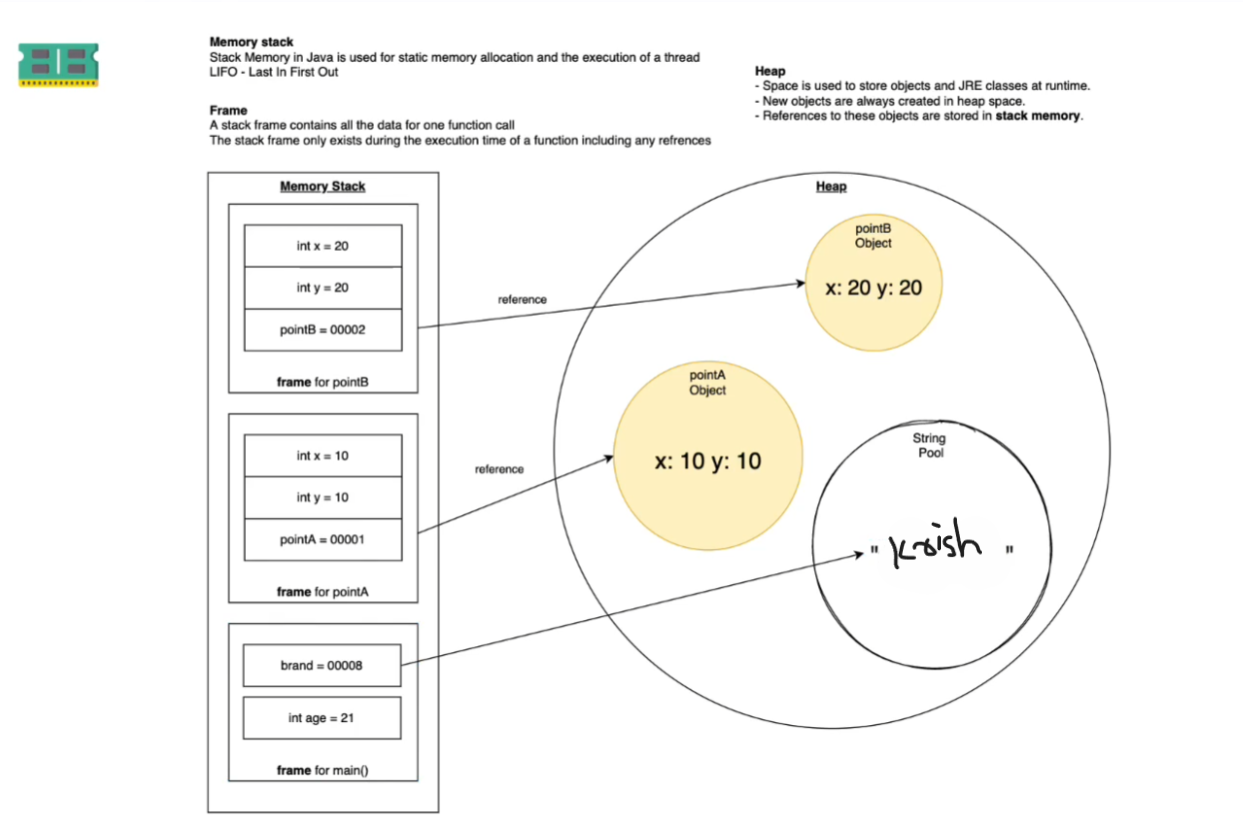 Memory stack
Stack Memory in Java is used for static memory allocation and the execution of a thread
LIFO - Last In First Out
Frame
A stack frame contains all the data for one function call
The stack frame only exists during the execution time of a function including any refrences
Heap
- Space is used to store objects and JRE classes at runtime.
- New objects are always created in heap space.
- References to these objects are stored in stack memory.
Memory Stack
int x = 20
int y = 20
pointB = 00002
frame for pointB
int x = 10
int y = 10
pointA = 00001
frame for pointA
brand = 00008
int age = 21
frame for main()
reference
reference
Heap
pointB
Object
x: 20 y: 20
pointA
Object
x: 10 y: 10
String
Pool
" Krish "